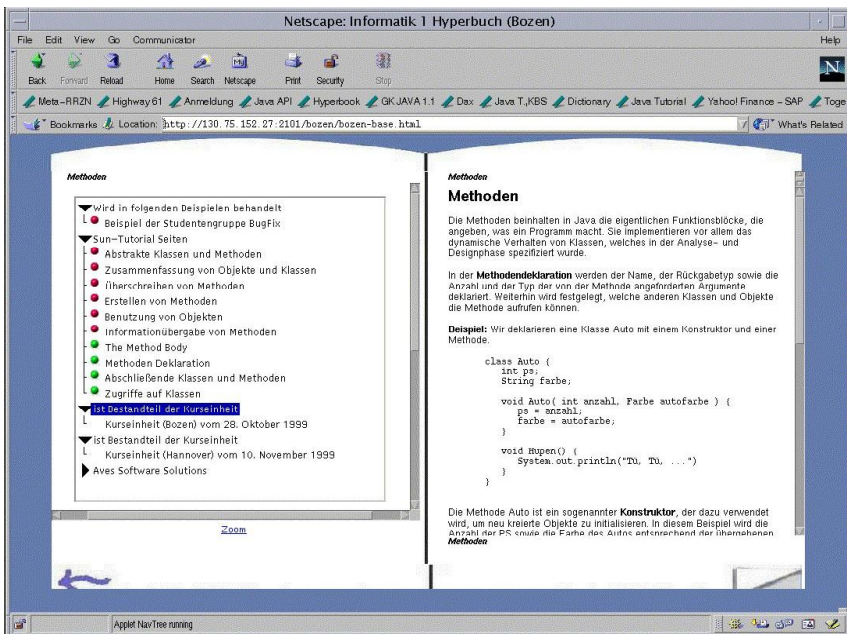 Netscape: Informatik 1 Hyperbuch (Bozen)
File Edit View Go Communicator Help
Back Forward Reload Home Search Netscape Print Security Stop
Meta-RRZN Highway61 Anmeldung Java API Hyperbook GK JAVA 1.1 Dax Java T.,KBS Dictionary Java Tutorial Yahoo! Finance - SAP Toge
Bookmarks Location: http://130.75.152.27:2101/bozen/bozen-base.html What's Related
Methoden
Wird in folgenden Beispielen behandelt
Beispiel der Studentengruppe BugFix
Sun-Tutorial Seiten
Abstrakte Klassen und Methoden
Zusammenfassung von Objekte und Klassen
Überschreiben von Methoden
Erstellen von Methoden
Benutzung von Objekten
Informationübergabe von Methoden
The Method Body
Methoden Deklaration
Abschließende Klassen und Methoden
Zugriffe auf Klassen
ist Bestandteil der Kurseinheit
Kurseinheit (Bozen) vom 28. Oktober 1999
ist Bestandteil der Kurseinheit
Kurseinheit (Hannover) vom 10. November 1999
Aves Software Solutions
Zoom
Methoden
Methoden
Die Methoden beinhalten in Java die eigentlichen Funktionsblöcke, die
angeben, was ein Programm macht. Sie implementieren vor allem das
dynamische Verhalten von Klassen, welches in der Analyse- und
Designphase spezifiziert wurde.
In der Methodendeklaration werden der Name, der Rückgabetyp sowie die
Anzahl und der Typ der von der Methode angeforderten Argumente
deklariert. Weiterhin wird festgelegt, welche anderen Klassen und Objekte
die Methode aufrufen können.
Beispiel: Wir deklarieren eine Klasse Auto mit einem Konstruktor und einer
Methode.
class Auto {
int ps;
String farbe;
void Auto( int anzahl, Farbe autofarbe ) {
ps = anzahl;
farbe = autofarbe;
}
void Hupen() {
System.out.println("Tü, Tü, ...")
}
}
Die Methode Auto ist ein sogenannter Konstruktor, der dazu verwendet
wird, um neu kreierte Objekte zu initialisieren. In diesem Beispiel wird die
Anzahl der PS sowie die Farbe des Autos entsprechend der übergebenen
Methoden
Applet NavTree running